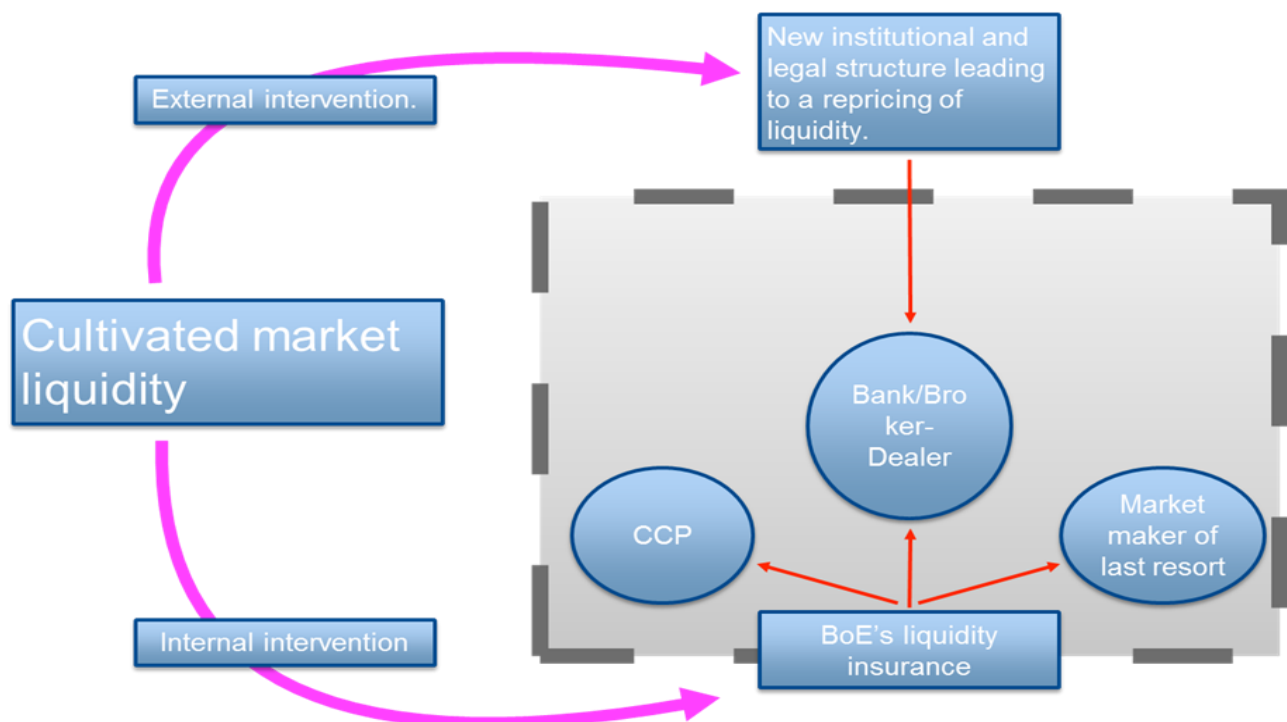 New institutional and
legal structure leading
to a repricing of
liquidity.
External intervention.
Cultivated market
liquidity
Bank/Bro
ker-
Dealer
CCP
Market
maker of
last resort
Internal intervention
BoE's liquidity
insurance